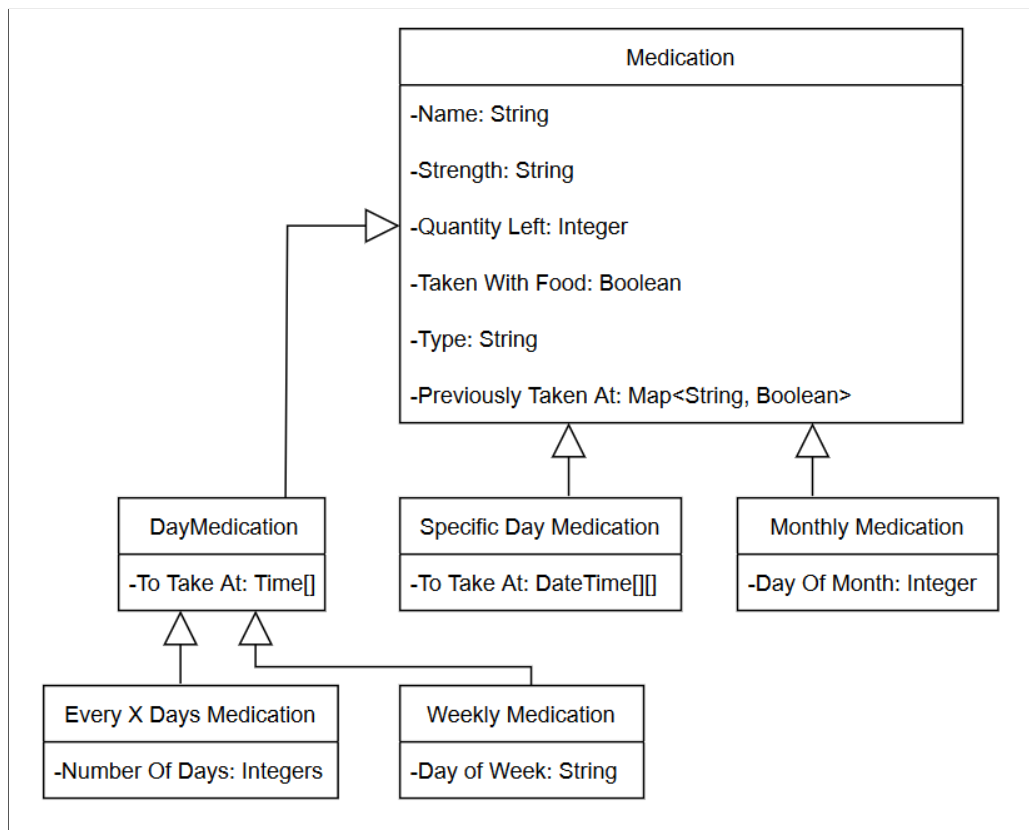 Medication
-Name: String
-Strength: String
-Quantity Left: Integer
-Taken With Food: Boolean
-Type: String
-Previously Taken At: Map<String, Boolean>
DayMedication
-To Take At: Time[]
Specific Day Medication
-To Take At: DateTime[][]
Monthly Medication
-Day Of Month: Integer
Every X Days Medication
-Number Of Days: Integers
Weekly Medication
-Day of Week: String